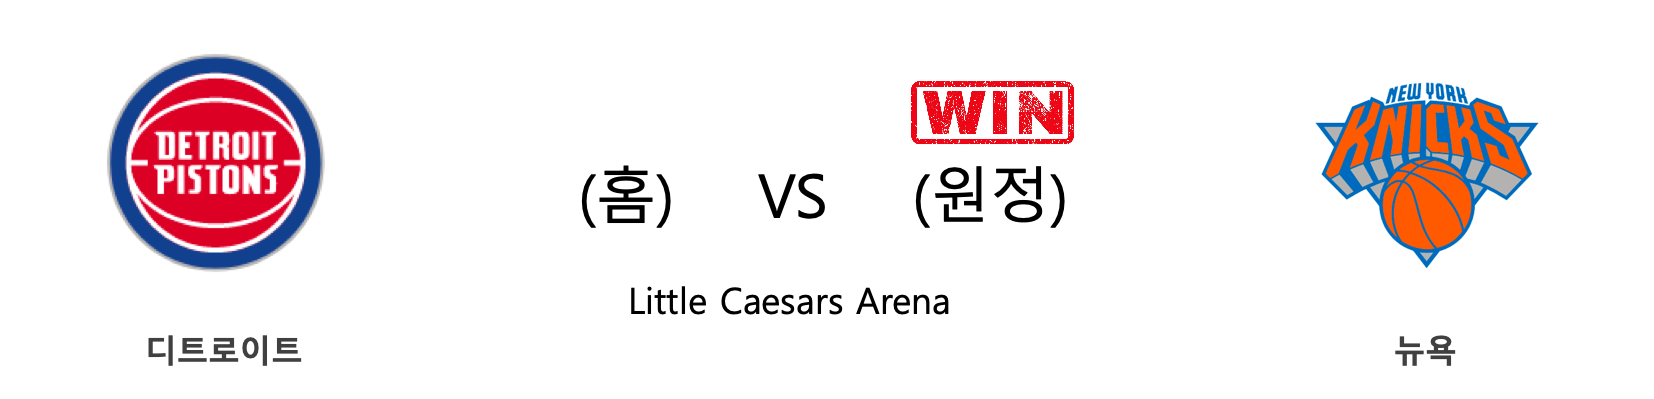 DETROIT
PISTONS
WIN
(홈) VS (원정)
NEW YORK
KNICKS
Little Caesars Arena
디트로이트
뉴욕